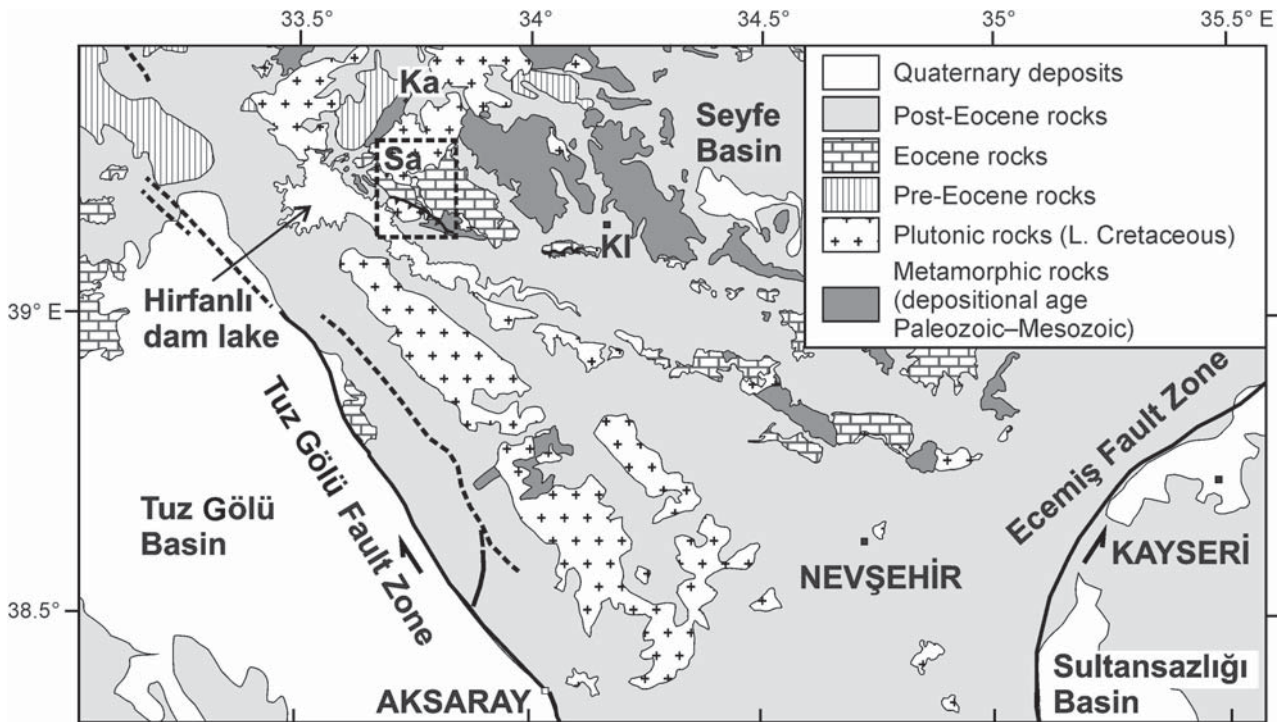 33.5° 34° 34.5° 35° 35.5° E
Ka
Sa
Seyfe
Basin
KI
39° E
Hirfanlı
dam lake
Quaternary deposits
Post-Eocene rocks
Eocene rocks
Pre-Eocene rocks
Plutonic rocks (L. Cretaceous)
Metamorphic rocks
(depositional age
Paleozoic–Mesozoic)
Tuz Gölü Fault Zone
Tuz Gölü
Basin
Ecemiş Fault Zone
KAYSERİ
NEVŞEHİR
38.5°
AKSARAY
Sultansazlığı
Basin